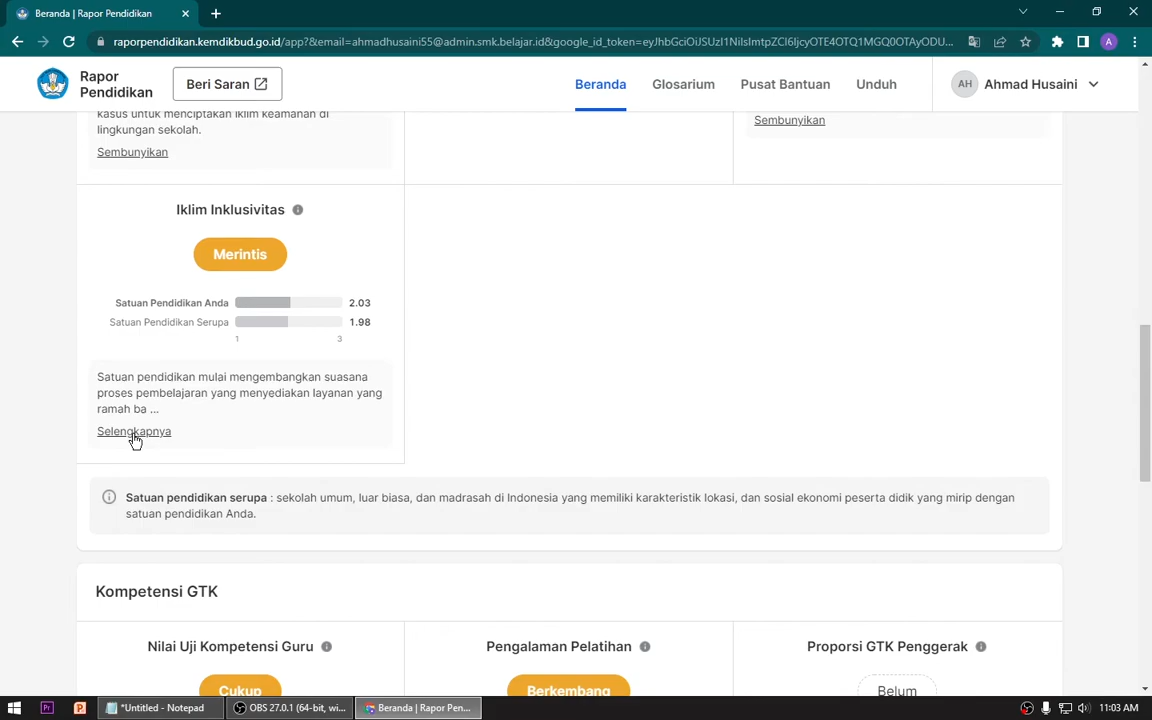 Beranda | Rapor Pendidikan
raporpendidikan.kemdikbud.go.id/app?&email=ahmadhusaini55@admin.smk.belajar.id&google_id_token=eyJhbGciOiJSUzI1NiIsImtpZCI6IjcyOTE4OTQ1MGQ0OTAyODU...
A
Rapor
Pendidikan
Beri Saran
Beranda
Glosarium
Pusat Bantuan
Unduh
AH
Ahmad Husaini
kasus untuk menciptakan iklim keamanan di
lingkungan sekolah.
Sembunyikan
Sembunyikan
Iklim Inklusivitas
Merintis
Satuan Pendidikan Anda 2.03
Satuan Pendidikan Serupa 1.98
1 3
Satuan pendidikan mulai mengembangkan suasana
proses pembelajaran yang menyediakan layanan yang
ramah ba ...
Selengkapnya
Satuan pendidikan serupa : sekolah umum, luar biasa, dan madrasah di Indonesia yang memiliki karakteristik lokasi, dan sosial ekonomi peserta didik yang mirip dengan
satuan pendidikan Anda.
Kompetensi GTK
Nilai Uji Kompetensi Guru
Pengalaman Pelatihan
Proporsi GTK Penggerak
Cukup
Berkembang
Belum
Pr
P
*Untitled - Notepad
OBS 27.0.1 (64-bit, wi...
Beranda | Rapor Pen...
11:03 AM